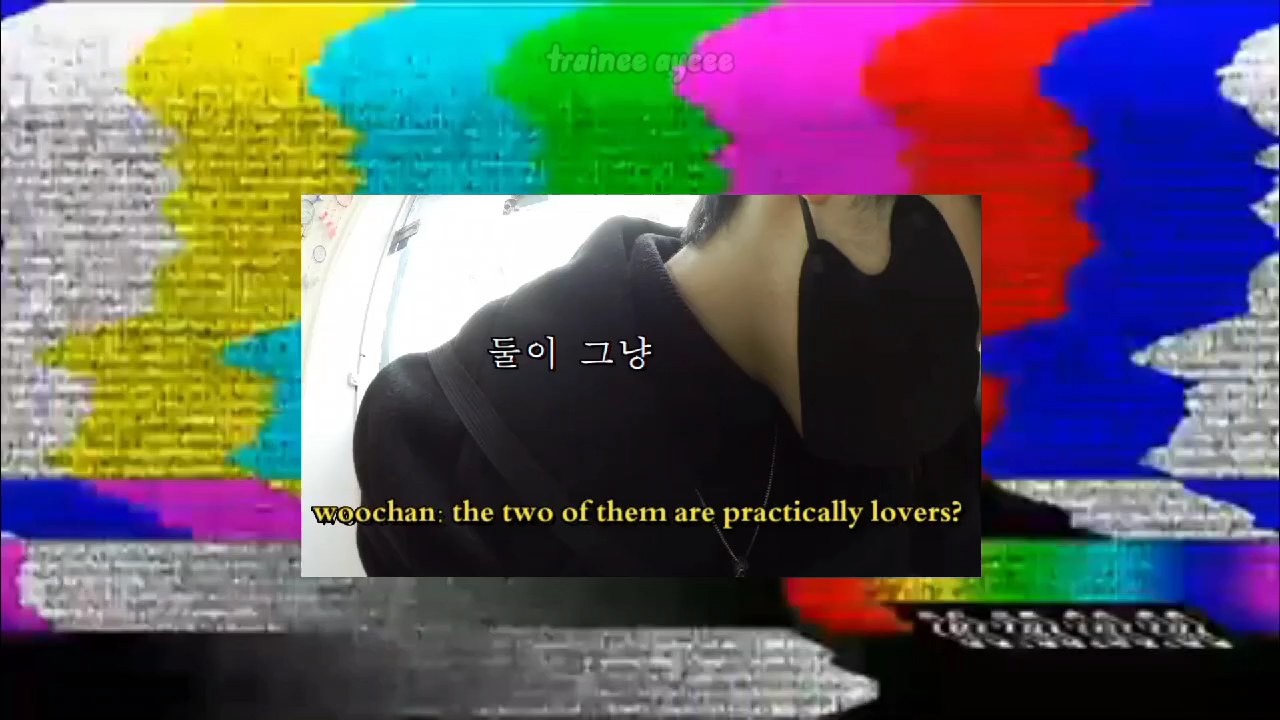 trainee aycee
둘이 그냥
woochan: the two of them are practically lovers?